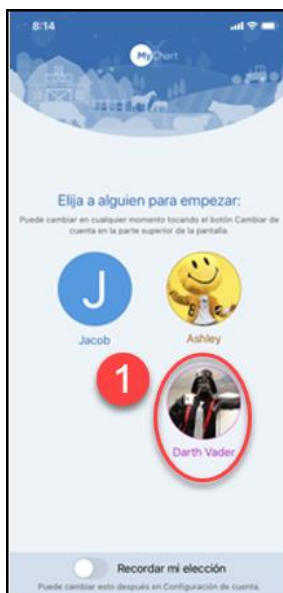 8:14
MyChart
Elija a alguien para empezar:
Puede cambiar en cualquier momento tocando el botón Cambiar de
cuenta en la parte superior de la pantalla.
J
Jacob
Ashley
1
Darth Vader
Recordar mi elección
Puede cambiar esto después en Configuración de cuenta.